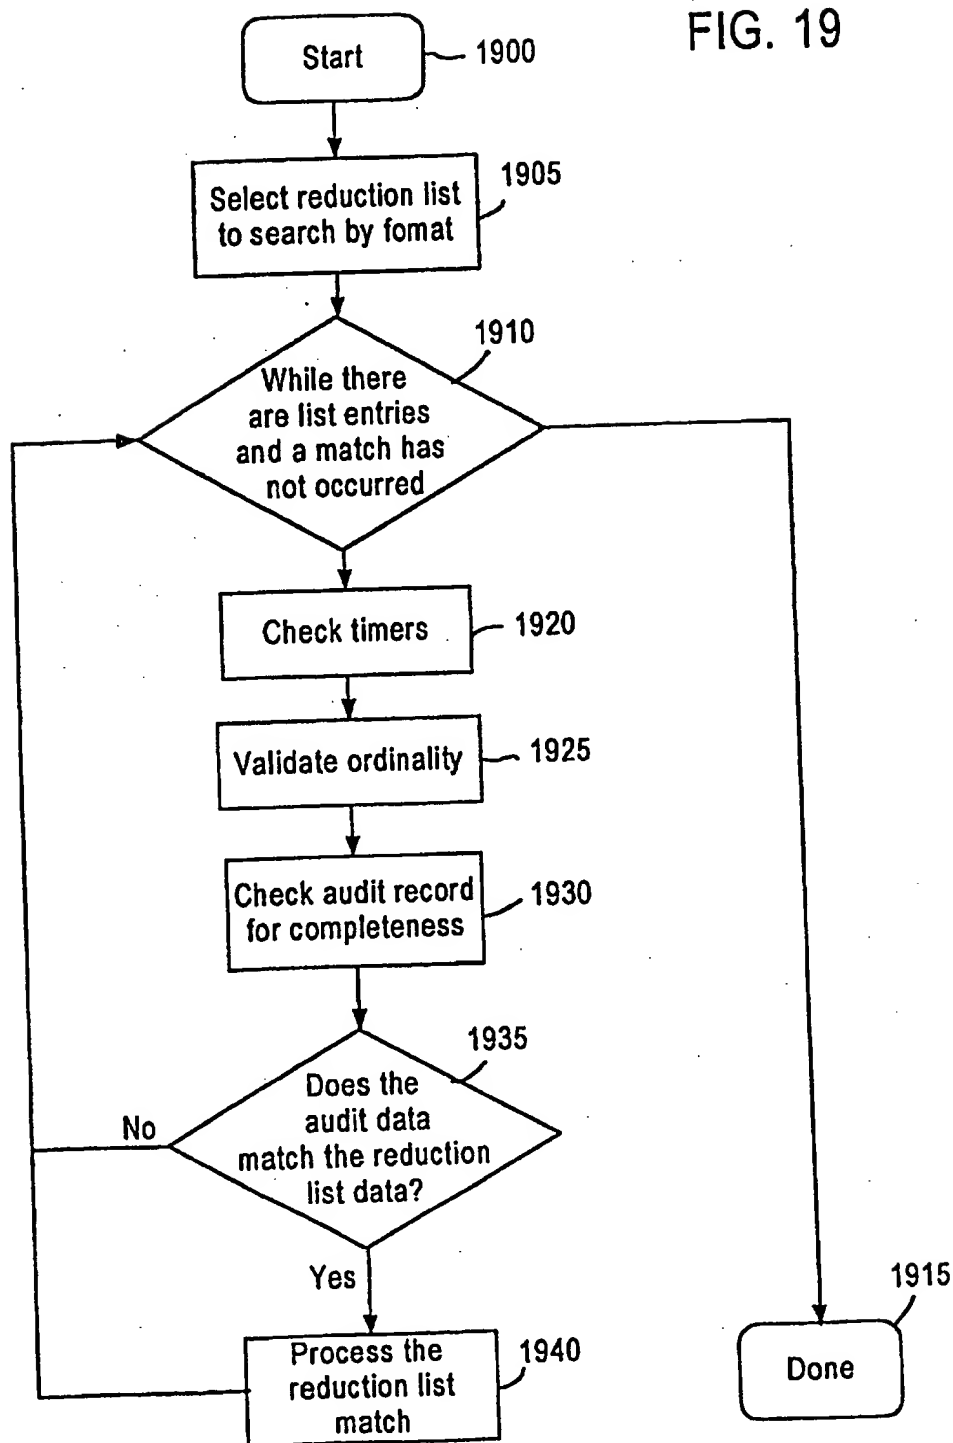 FIG. 19
Start
1900
Select reduction list
to search by fomat
1905
While there
are list entries
and a match has
not occurred
1910
Check timers
1920
Validate ordinality
1925
Check audit record
for completeness
1930
Does the
audit data
match the reduction
list data?
1935
No
Yes
Process the
reduction list
match
1940
Done
1915